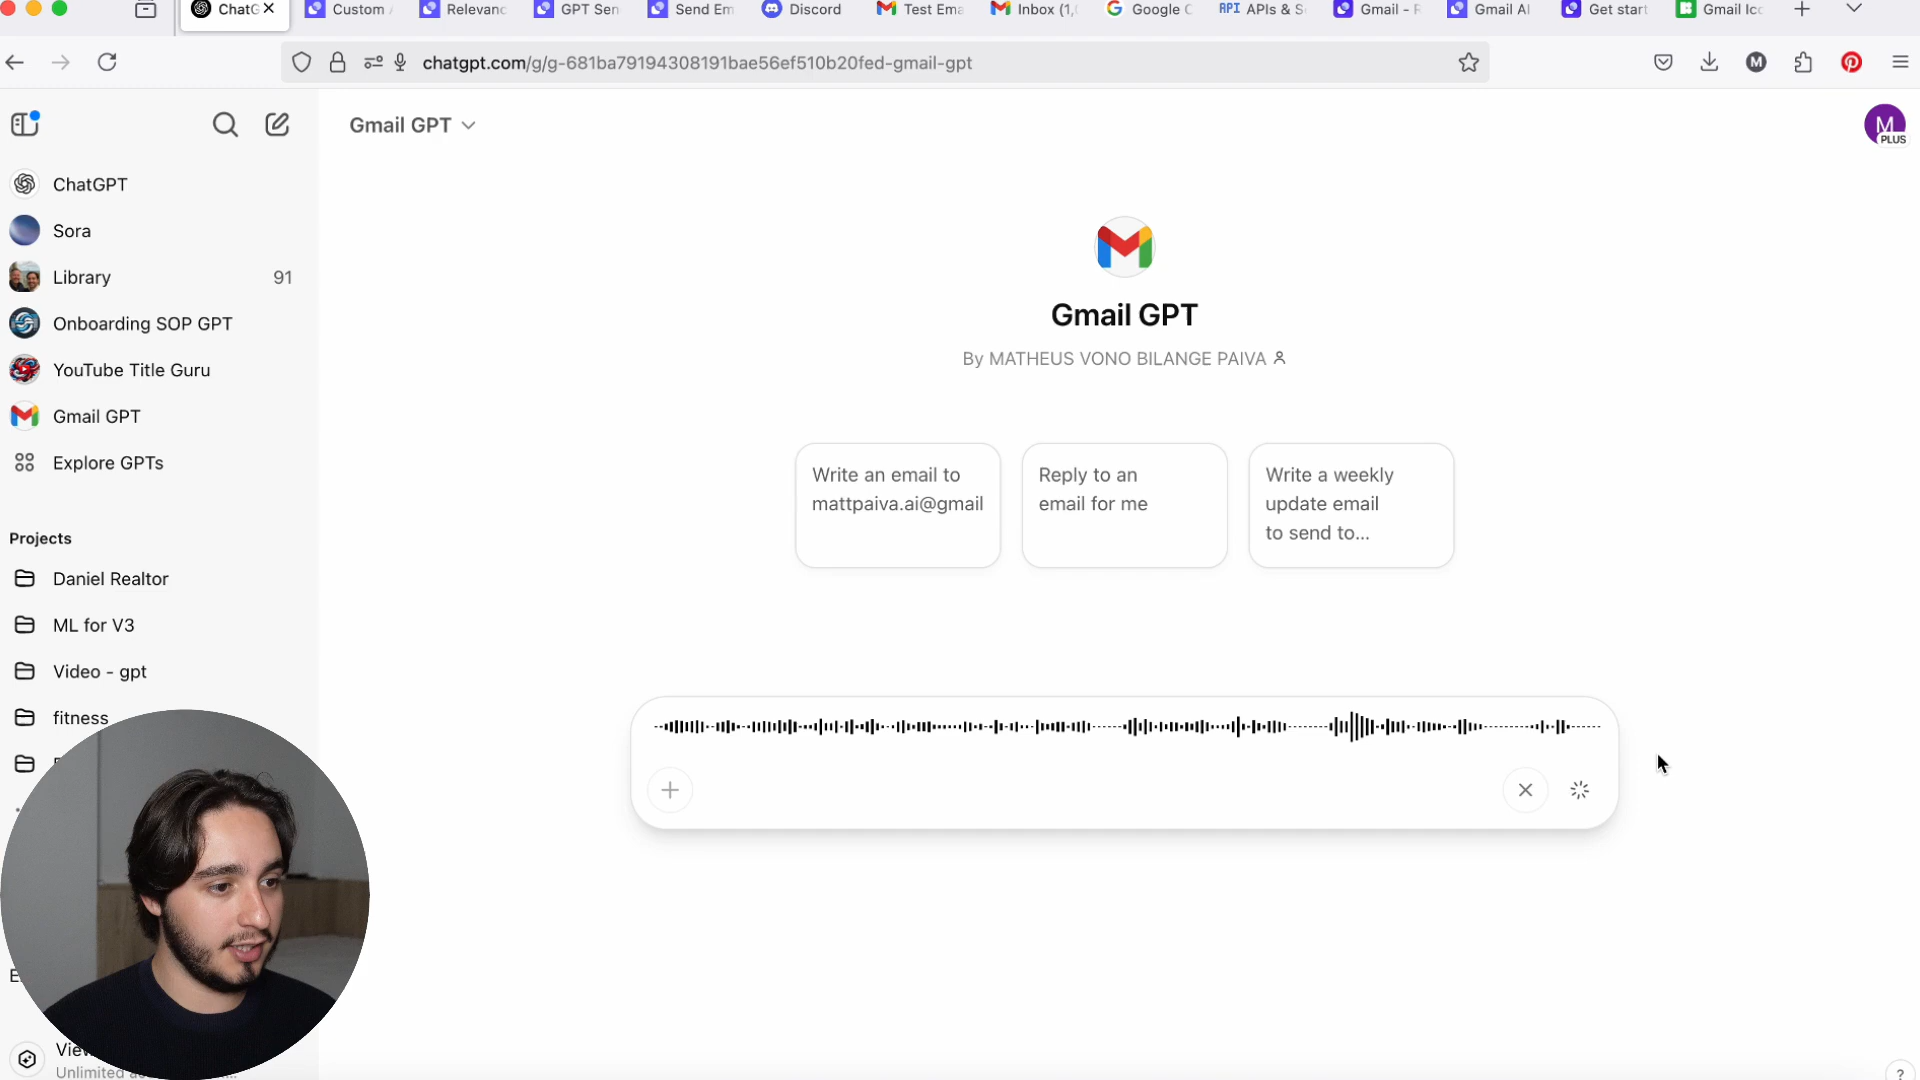 ChatG
Custom
Relevanc
GPT Sen
Send Em
Discord
Test Ema
Inbox (1,
Google C
API APIs & S
Gmail - F
Gmail AI
Get start
Gmail Ico
chatgpt.com/g/g-681ba79194308191bae56ef510b20fed-gmail-gpt
M
Gmail GPT
M
PLUS
ChatGPT
Sora
Library 91
Onboarding SOP GPT
YouTube Title Guru
Gmail GPT
Explore GPTs
Projects
Daniel Realtor
ML for V3
Video - gpt
fitness
View
Unlimited
Gmail GPT
By MATHEUS VONO BILANGE PAIVA
Write an email to
mattpaiva.ai@gmail
Reply to an
email for me
Write a weekly
update email
to send to...
?